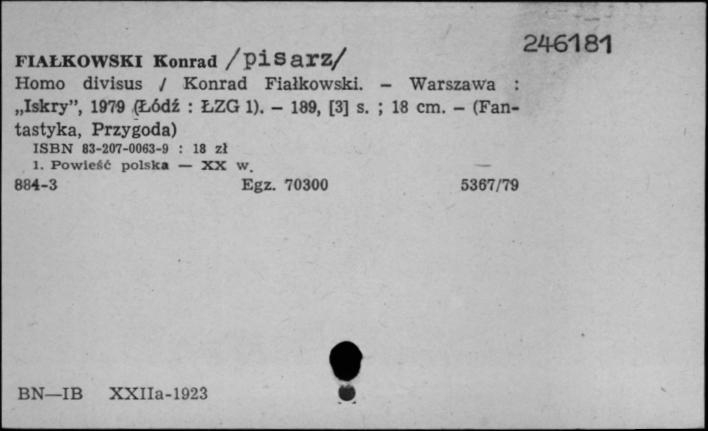 246181
FIAŁKOWSKI Konrad /pisarz/
Homo divisus / Konrad Fiałkowski. — Warszawa :
„Iskry”, 1979 (Łódź : ŁZG 1). — 189, [3] s. ; 18 cm. — (Fan-
tastyka, Przygoda)
ISBN 83-207-0063-9 : 18 zł
1. Powieść polska — XX w.
884-3 Egz. 70300 5367/79
BN—IB XXIIa-1923